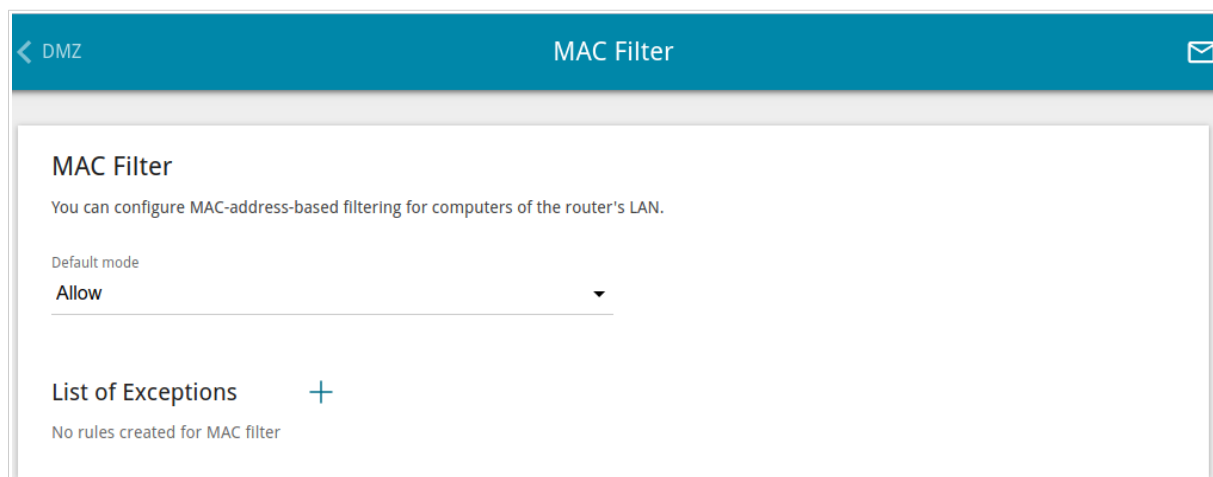 DMZ
MAC Filter
MAC Filter
You can configure MAC-address-based filtering for computers of the router's LAN.
Default mode
Allow
List of Exceptions
No rules created for MAC filter